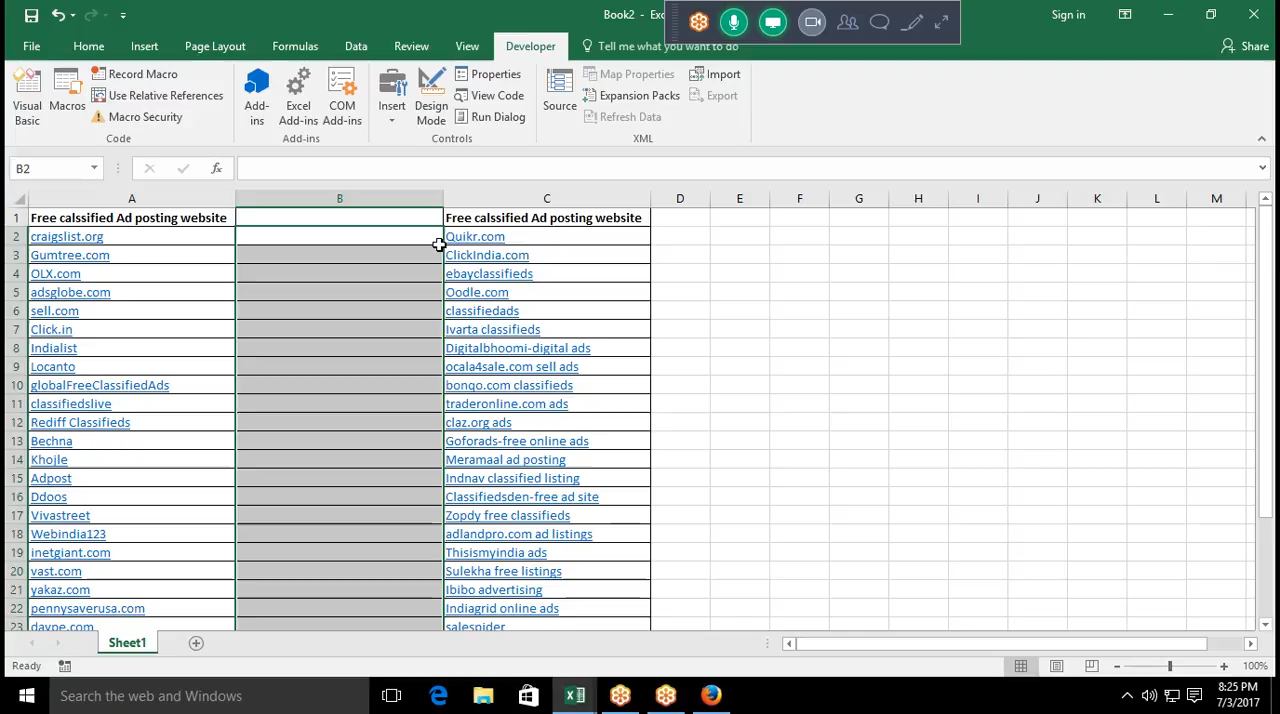 Book2 - Exc
Sign in
File
Home
Insert
Page Layout
Formulas
Data
Review
View
Developer
Tell me what you want to do
Share
Visual Basic
Macros
Record Macro
Use Relative References
Macro Security
Code
Add-ins
Excel Add-ins
COM Add-ins
Add-ins
Insert
Design Mode
Properties
View Code
Run Dialog
Controls
Source
Map Properties
Expansion Packs
Refresh Data
Import
Export
XML
B2
fx
A B C D E F G H I J K L M
1 Free calssified Ad posting website Free calssified Ad posting website
2 craigslist.org Quikr.com
3 Gumtree.com ClickIndia.com
4 OLX.com ebayclassifieds
5 adsglobe.com Oodle.com
6 sell.com classifiedads
7 Click.in Ivarta classifieds
8 Indialist Digitalbhoomi-digital ads
9 Locanto ocala4sale.com sell ads
10 globalFreeClassifiedAds bonqo.com classifieds
11 classifiedslive traderonline.com ads
12 Rediff Classifieds claz.org ads
13 Bechna Goforads-free online ads
14 Khojle Meramaal ad posting
15 Adpost Indnav classified listing
16 Ddoos Classifiedsden-free ad site
17 Vivastreet Zopdy free classifieds
18 Webindia123 adlandpro.com ad listings
19 inetgiant.com Thisismyindia ads
20 vast.com Sulekha free listings
21 yakaz.com Ibibo advertising
22 pennysaverusa.com Indiagrid online ads
23 daype.com salespider
Sheet1
Ready
100%
Search the web and Windows
8:25 PM
7/3/2017